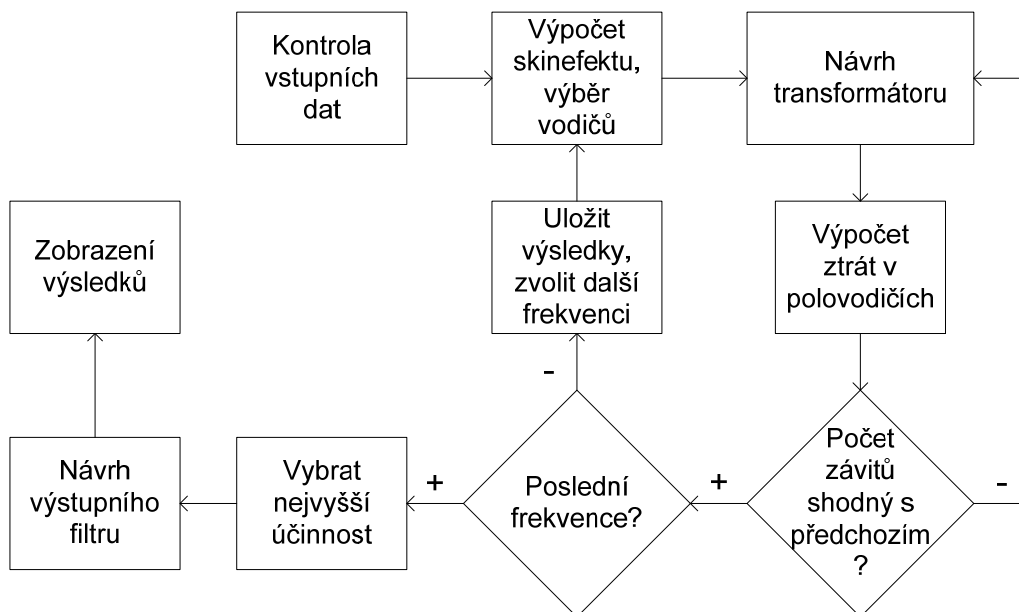 Kontrola
vstupních
dat
Výpočet
skinefektu,
výběr
vodičů
Návrh
transformátoru
Zobrazení
výsledků
Uložit
výsledky,
zvolit další
frekvenci
Výpočet
ztrát v
polovodičích
-
Návrh
výstupního
filtru
Vybrat
nejvyšší
účinnost
+
Poslední
frekvence?
+
Počet
závitů
shodný s
předchozím
?
-